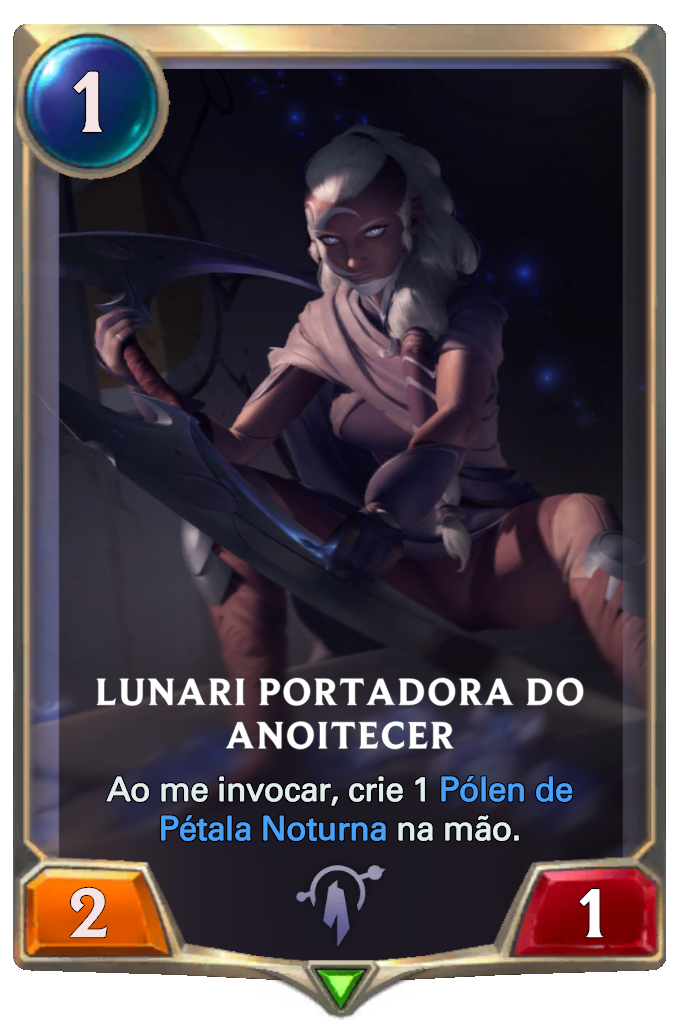 1
LUNARI PORTADORA DO
ANOITECER
Ao me invocar, crie 1 Pólen de
Pétala Noturna na mão.
2
1